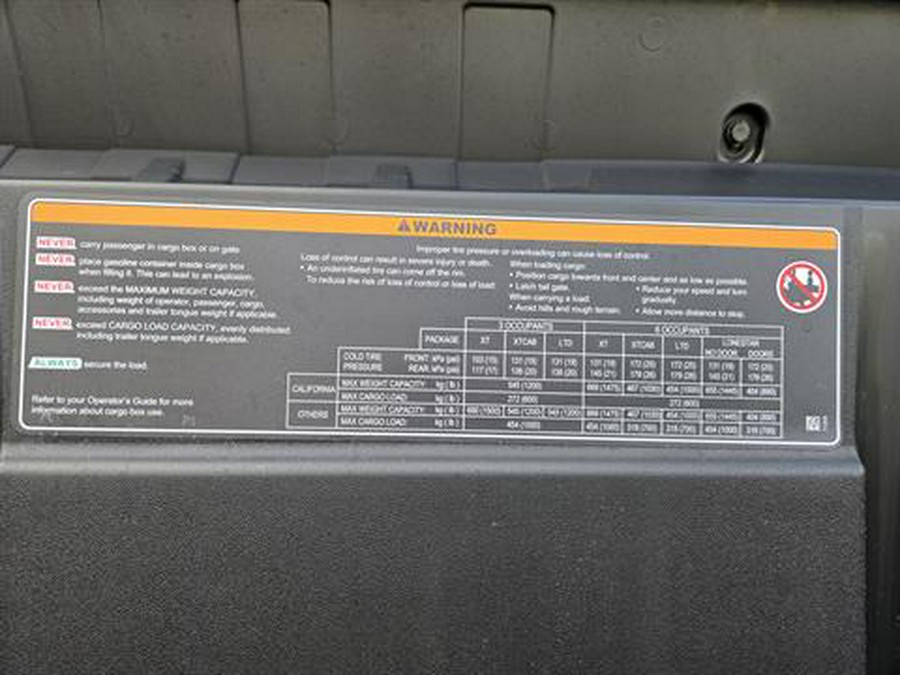 WARNING
NEVER carry passenger in cargo box or on gate.
NEVER place gasoline container inside cargo box
when filling it. This can lead to an explosion.
NEVER exceed the MAXIMUM WEIGHT CAPACITY,
including weight of operator, passenger, cargo,
accessories and trailer tongue weight if applicable.
NEVER exceed CARGO LOAD CAPACITY, evenly distributed
including trailer tongue weight if applicable.
ALWAYS secure the load.
Refer to your Operator's Guide for more
information about cargo box use.
Improper tire pressure or overloading can cause loss of control.
Loss of control can result in severe injury or death.
• An underinflated tire can come off the rim.
To reduce the risk of loss of control or loss of load:
When loading cargo:
• Position cargo towards front and center and as low as possible.
• Latch tail gate.
When carrying a load:
• Avoid hills and rough terrain.
• Reduce your speed and turn
gradually.
• Allow more distance to stop.
3 OCCUPANTS 6 OCCUPANTS
PACKAGE XT XTCAB LTD XT XTCAB LTD LONESTAR
NO DOOR DOORS
COLD TIRE PRESSURE FRONT: kPa (psi)
REAR: kPa (psi)
CALIFORNIA MAX WEIGHT CAPACITY: kg ( lb ) 545 (1200)
MAX CARGO LOAD: kg ( lb ) 272 (600) 272 (600)
OTHERS MAX WEIGHT CAPACITY: kg ( lb )
MAX CARGO LOAD: kg ( lb ) 454 (1000)